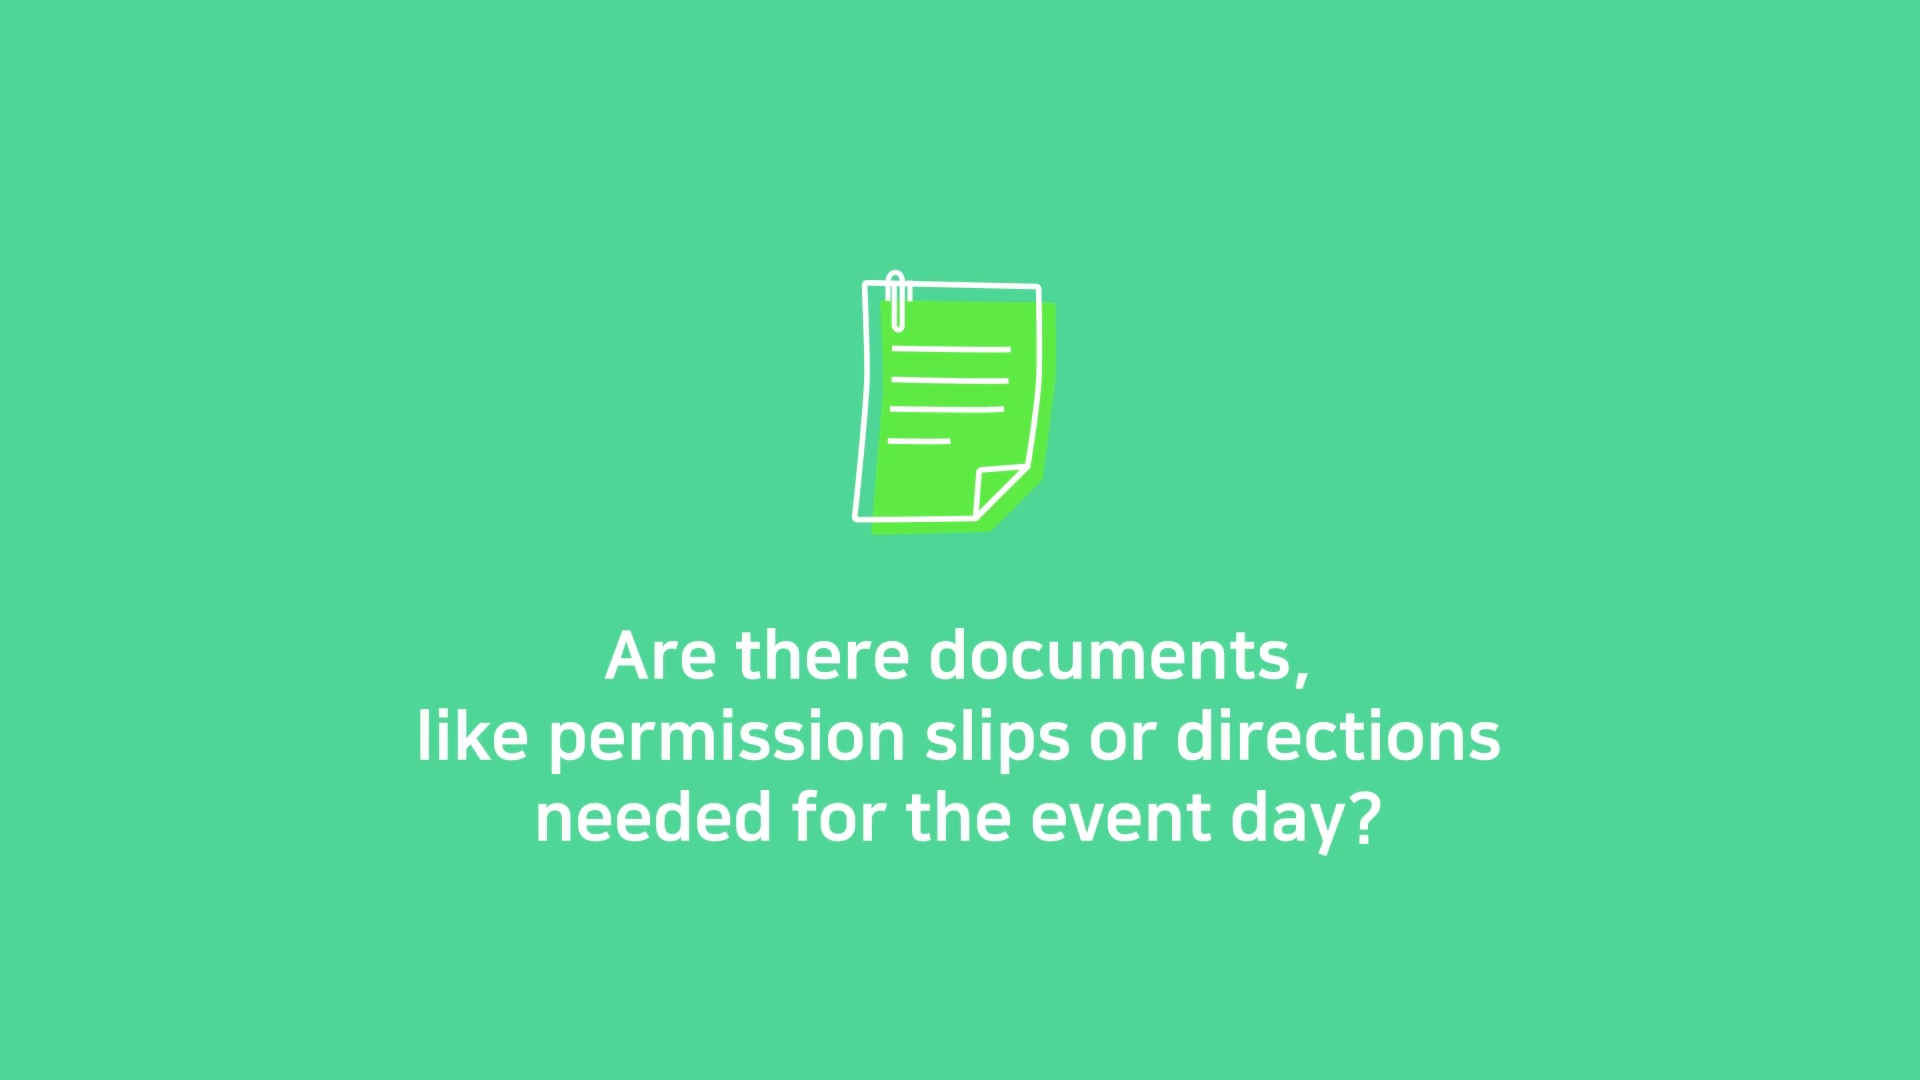 Are there documents,
like permission slips or directions
needed for the event day?